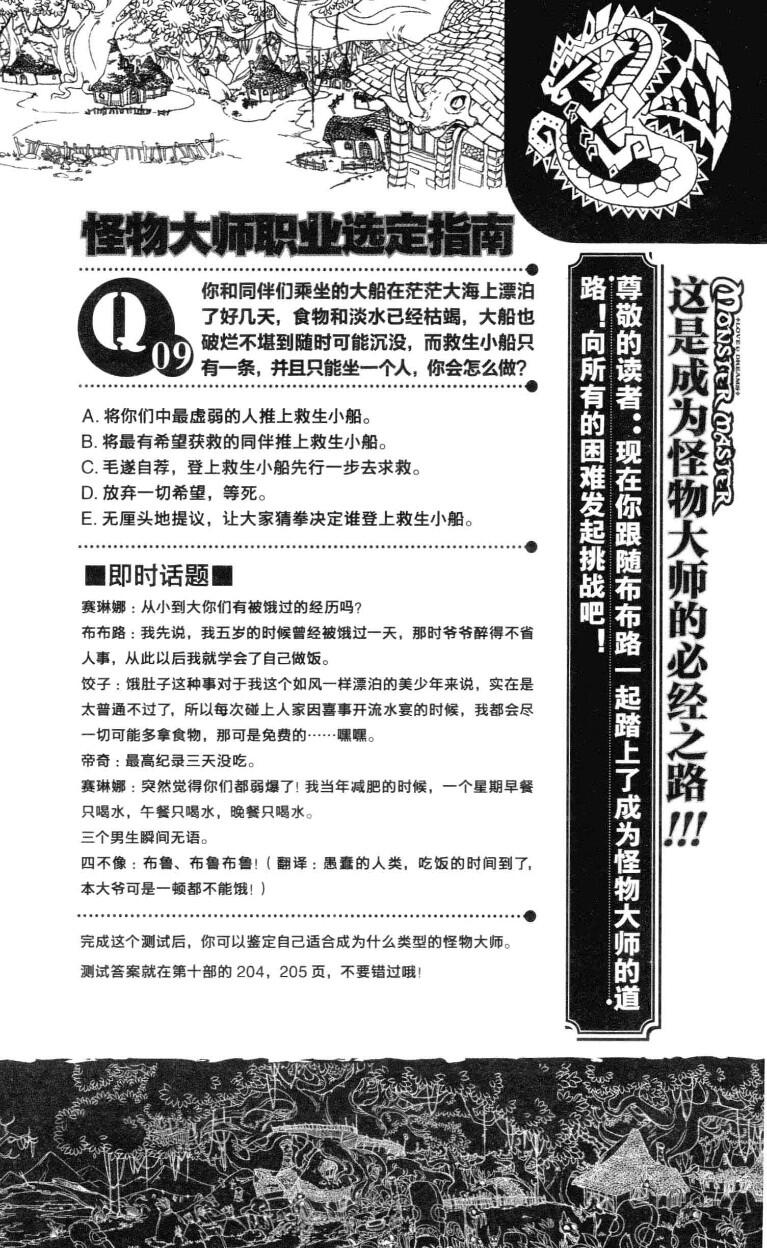 怪物大师职业选定指南
Q09
你和同伴们乘坐的大船在茫茫大海上漂泊
了好几天，食物和淡水已经枯竭，大船也
破烂不堪到随时可能沉没，而救生小船只
有一条，并且只能坐一个人，你会怎么做？
A. 将你们中最虚弱的人推上救生小船。
B. 将最有希望获救的同伴推上救生小船。
C. 毛遂自荐，登上救生小船先行一步去求救。
D. 放弃一切希望，等死。
E. 无厘头地提议，让大家猜拳决定谁登上救生小船。
■即时话题■
赛琳娜：从小到大你们有被饿过的经历吗？
布布路：我先说，我五岁的时候曾经被饿过一天，那时爷爷醉得不省
人事，从此以后我就学会了自己做饭。
饺子：饿肚子这种事对于我这个如风一样漂泊的美少年来说，实在是
太普通不过了，所以每次碰上人家因喜事开流水宴的时候，我都会尽
一切可能多拿食物，那可是免费的……嘿嘿。
帝奇：最高纪录三天没吃。
赛琳娜：突然觉得你们都弱爆了！我当年减肥的时候，一个星期早餐
只喝水，午餐只喝水，晚餐只喝水。
三个男生瞬间无语。
四不像：布鲁、布鲁布鲁！（翻译：愚蠢的人类，吃饭的时间到了，
本大爷可是一顿都不能饿！）
完成这个测试后，你可以鉴定自己适合成为什么类型的怪物大师。
测试答案就在第十部的 204，205 页，不要错过哦！
MONSTER MASTER
+LOVE & DREAMS+
这是成为怪物大师的必经之路!!!
尊敬的读者：现在你跟随布布路一起踏上了成为怪物大师的道
路！向所有的困难发起挑战吧！